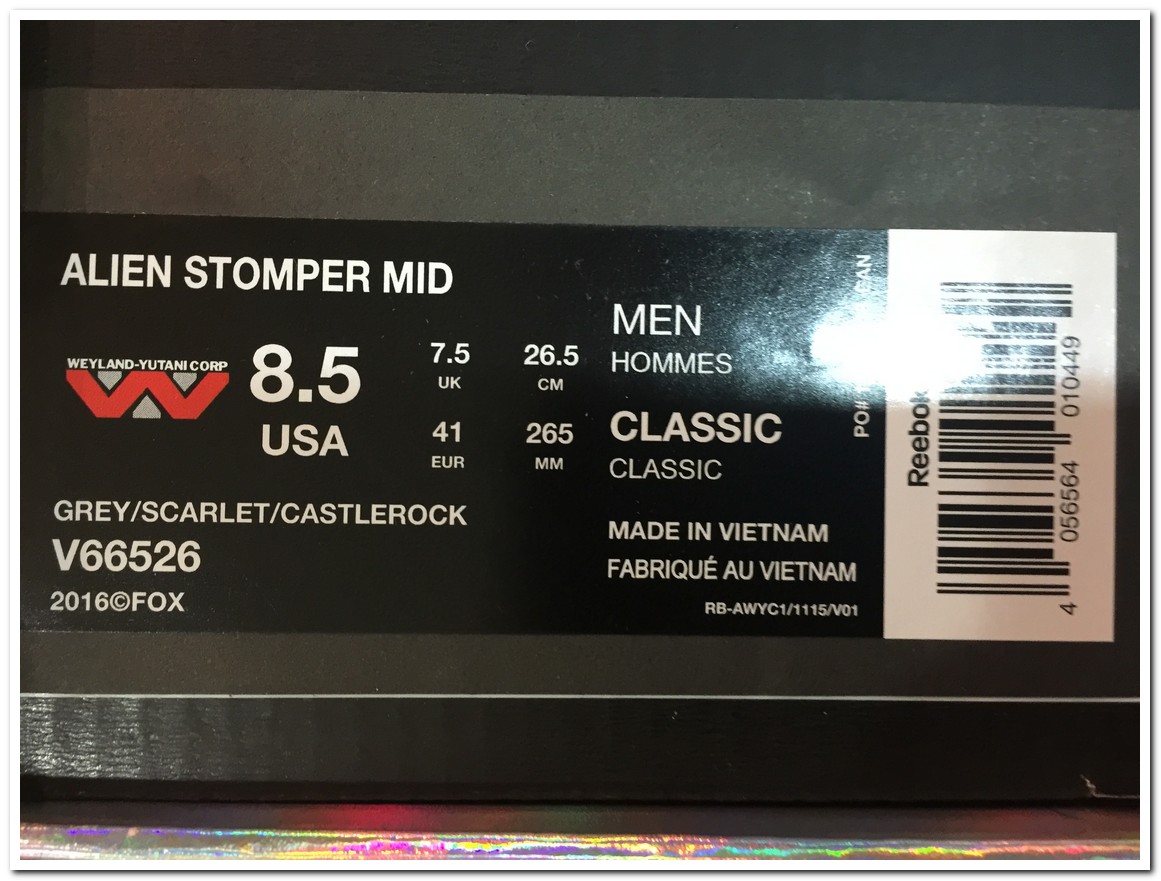 ALIEN STOMPER MID
WEYLAND-YUTANI CORP
8.5
USA
7.5
UK
26.5
CM
41
EUR
265
MM
GREY/SCARLET/CASTLEROCK
V66526
2016©FOX
MEN
HOMMES
CLASSIC
CLASSIC
MADE IN VIETNAM
FABRIQUÉ AU VIETNAM
RB-AWYC1/1115/V01
Reebok
4 056564 010449